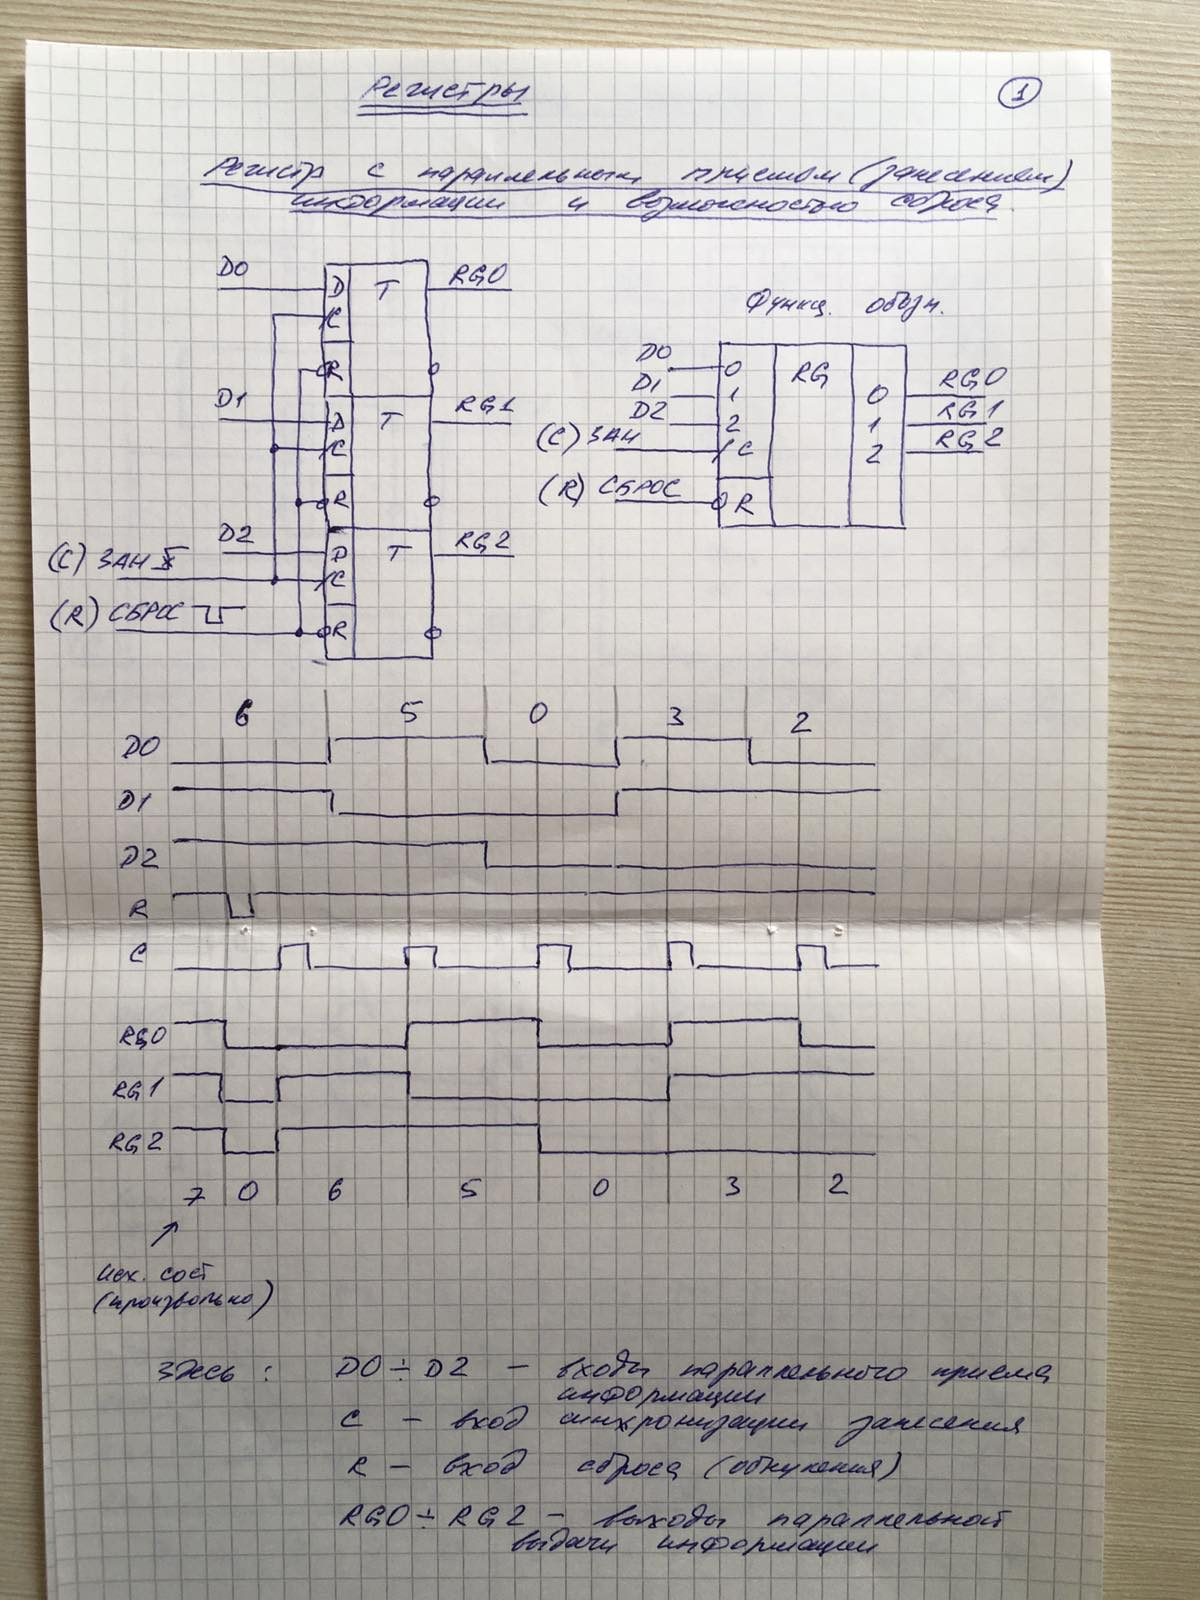 Регистры
1
Регистр с параллельным приемом (занесением)
информации и возможностью сброса.
D0 D T RG0
C
R
D1 D T RG1
C
R
D2 D T RG2
(C) ЗАН C
(R) СБРОС R
Функц. обозн.
D0 0 RG 0 RG0
D1 1 1 RG1
D2 2 2 RG2
(C) ЗАН C
(R) СБРОС R
6 5 0 3 2
D0
D1
D2
R
C
RG0
RG1
RG2
7 0 6 5 0 3 2
исх. сост
(произвольно)
здесь: D0 ÷ D2 – входы параллельного приема
информации
C – вход синхронизации занесения
R – вход сброса (обнуления)
RG0 ÷ RG2 – выходы параллельной
выдачи информации